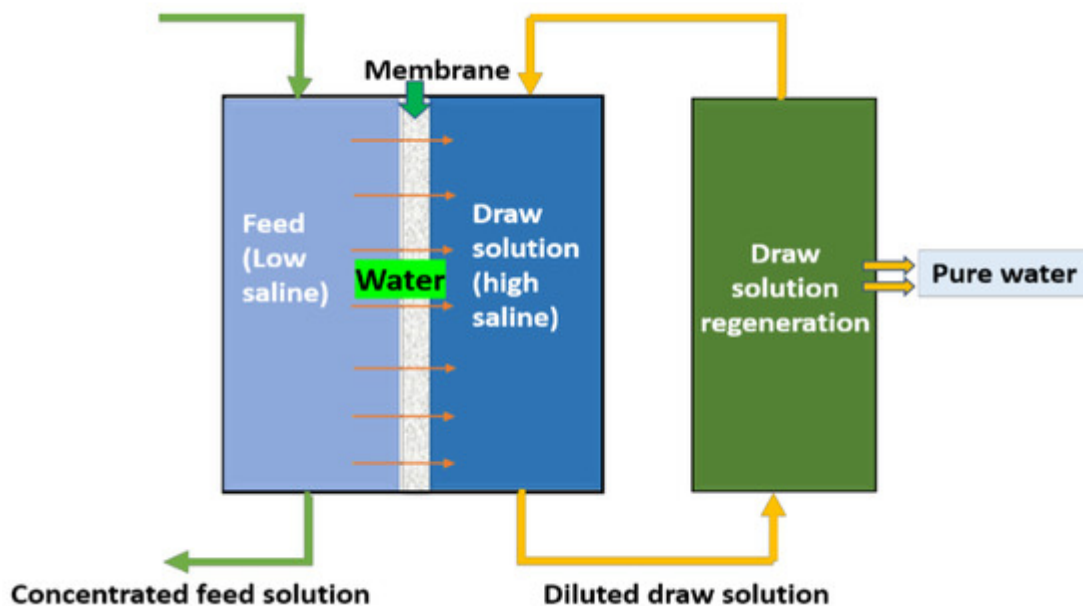 Membrane
Feed
(Low
saline)
Water
Draw
solution
(high
saline)
Draw
solution
regeneration
Pure water
Concentrated feed solution
Diluted draw solution